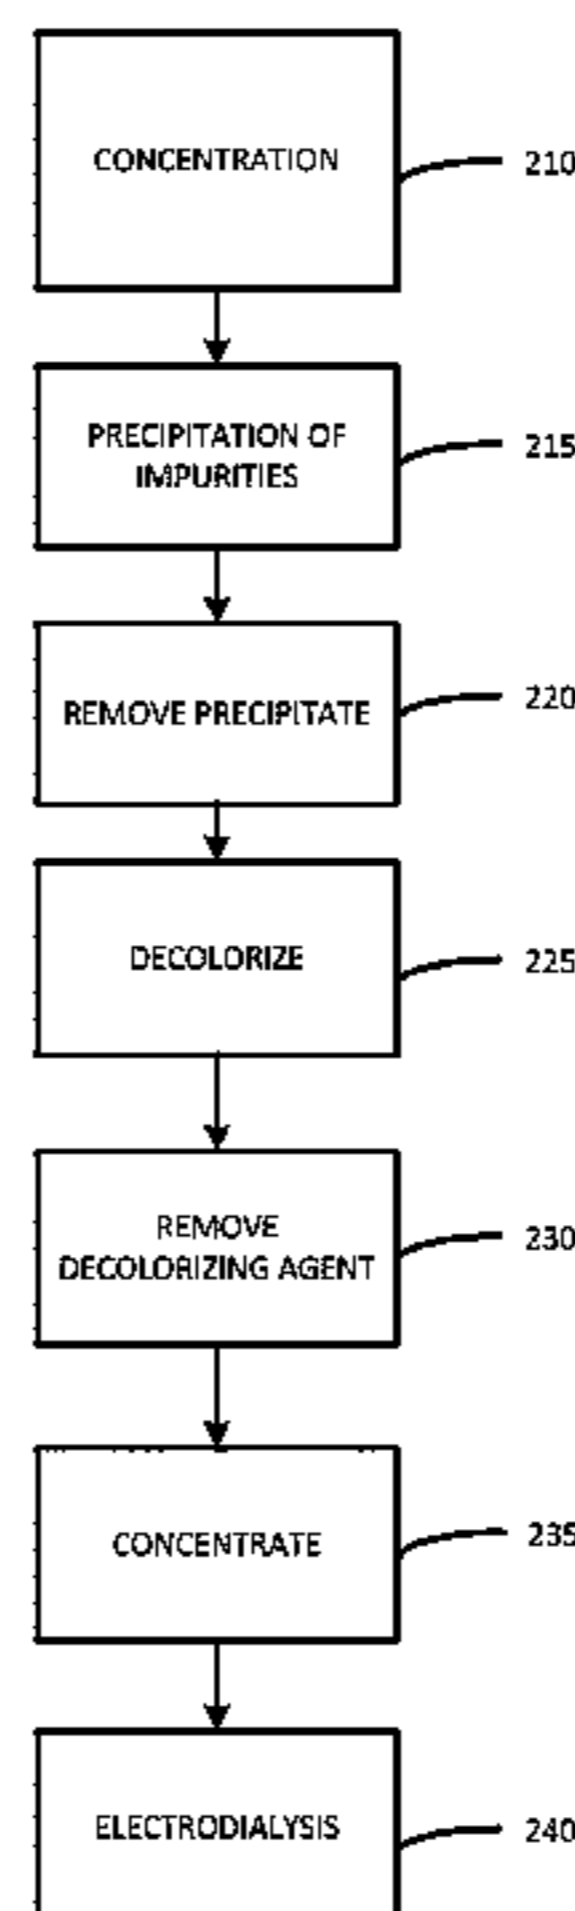 CONCENTRATION
210
PRECIPITATION OF
IMPURITIES
215
REMOVE PRECIPITATE
220
DECOLORIZE
225
REMOVE
DECOLORIZING AGENT
230
CONCENTRATE
235
ELECTRODIALYSIS
240